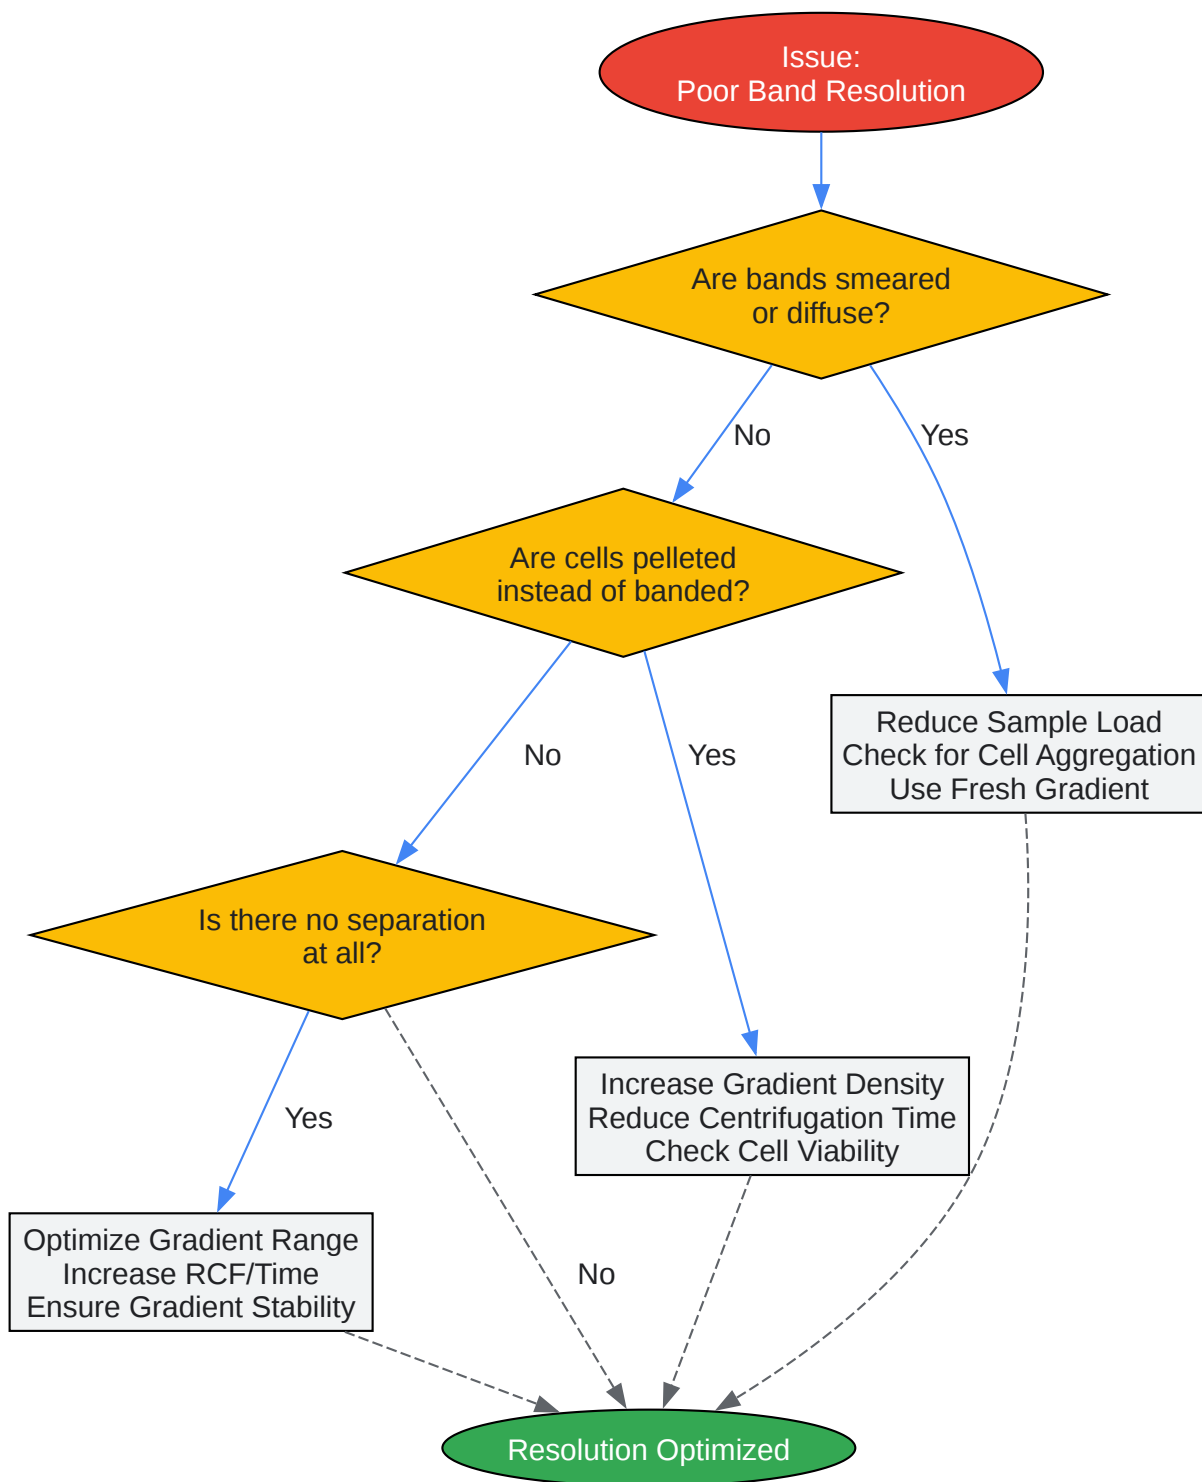 Issue:
Poor Band Resolution
Are bands smeared
or diffuse?
No
Yes
Are cells pelleted
instead of banded?
No
Yes
Reduce Sample Load
Check for Cell Aggregation
Use Fresh Gradient
Is there no separation
at all?
Yes
No
Increase Gradient Density
Reduce Centrifugation Time
Check Cell Viability
Optimize Gradient Range
Increase RCF/Time
Ensure Gradient Stability
Resolution Optimized